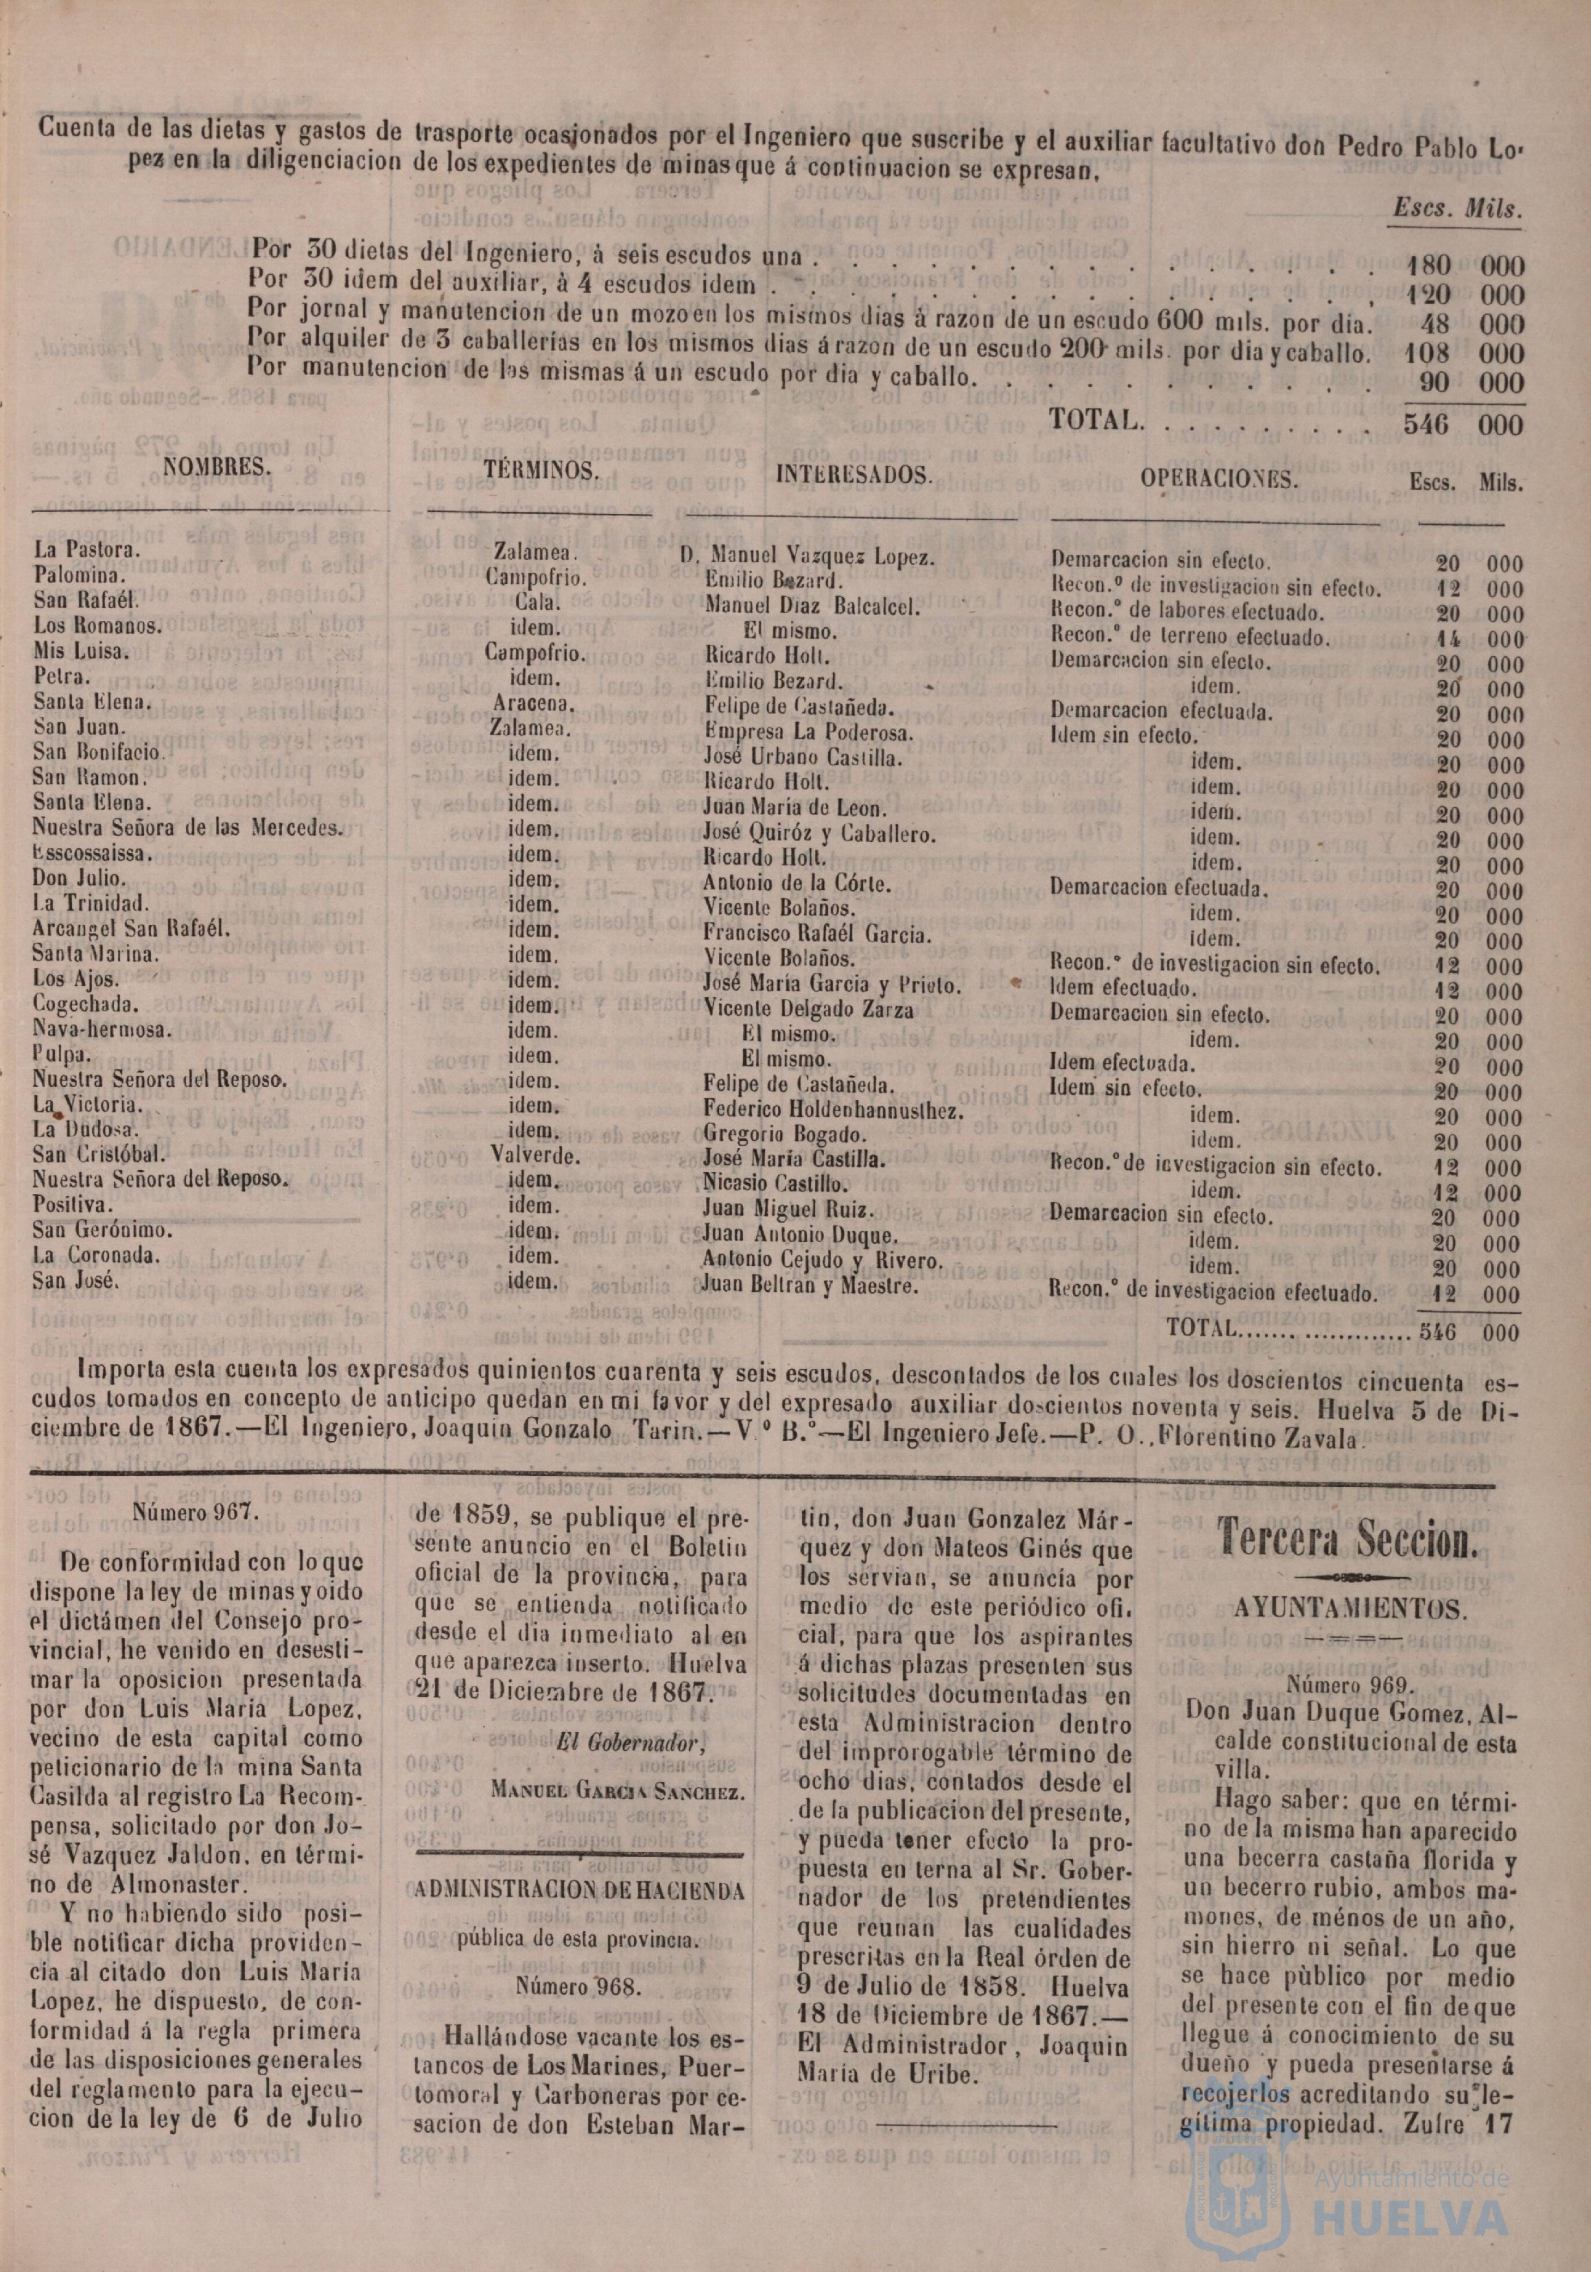 Cuenta de las dietas y gastos de trasporte ocasjonados por el Ingeniero que suscribe y el auxiliar facultativo don Pedro Pablo Lo-
pez en la diligenciacion de los expedientes de minas que á continuacion se expresan.
Escs. Mils.
Por 30 dietas del Ingeniero, à seis escudos una . . . . . . . . . . . . . . 180 000
Por 30 idem del auxiliar, à 4 escudos idem . . . . . . . . . . . . . . . 120 000
Por jornal y manutencion de un mozo en los mismos dias à razon de un escudo 600 mils. por dia. 48 000
Por alquiler de 3 caballerías en los mismos dias á razon de un escudo 200 mils. por dia y caballo. 108 000
Por manutencion de las mismas á un escudo por dia y caballo. . . . . . . . . . . 90 000
TOTAL. . . . . . . . . . 546 000
NOMBRES. TÉRMINOS. INTERESADOS. OPERACIONES. Escs. Mils.
La Pastora. Zalamea. D. Manuel Vazquez Lopez. Demarcacion sin efecto. 20 000
Palomina. Campofrio. Emilio Bezard. Recon.º de investigacion sin efecto. 12 000
San Rafaél. Cala. Manuel Diaz Balcalcel. Recon.º de labores efectuado. 20 000
Los Romanos. idem. El mismo. Recon.º de terreno efectuado. 14 000
Mis Luisa. Campofrio. Ricardo Holt. Demarcacion sin efecto. 20 000
Petra. idem. Emilio Bezard. idem. 20 000
Santa Elena. Aracena. Felipe de Castañeda. Demarcacion efectuada. 20 000
San Juan. Zalamea. Empresa La Poderosa. Idem sin efecto. 20 000
San Bonifacio. idem. José Urbano Castilla. idem. 20 000
San Ramon. idem. Ricardo Holt. idem. 20 000
Santa Elena. idem. Juan María de Leon. idem. 20 000
Nuestra Señora de las Mercedes. idem. José Quiróz y Caballero. idem. 20 000
Esscossaissa. idem. Ricardo Holt. idem. 20 000
Don Julio. idem. Antonio de la Córte. Demarcacion efectuada. 20 000
La Trinidad. idem. Vicente Bolaños. idem. 20 000
Arcangel San Rafaél. idem. Francisco Rafaél Garcia. idem. 20 000
Santa Marina. idem. Vicente Bolaños. Recon.º de investigacion sin efecto. 12 000
Los Ajos. idem. José María Garcia y Prieto. Idem efectuado. 12 000
Cogechada. idem. Vicente Delgado Zarza Demarcacion sin efecto. 20 000
Nava-hermosa. idem. El mismo. idem. 20 000
Pulpa. idem. El mismo. Idem efectuada. 20 000
Nuestra Señora del Reposo. idem. Felipe de Castañeda. Idem sin efecto. 20 000
La Victoria. idem. Federico Holdenhannusthez. idem. 20 000
La Dudosa. idem. Gregorio Bogado. idem. 20 000
San Cristóbal. Valverde. José María Castilla. Recon.º de investigacion sin efecto. 12 000
Nuestra Señora del Reposo. idem. Nicasio Castillo. idem. 12 000
Positiva. idem. Juan Miguel Ruiz. Demarcacion sin efecto. 20 000
San Gerónimo. idem. Juan Antonio Duque. idem. 20 000
La Coronada. idem. Antonio Cejudo y Rivero. idem. 20 000
San José. idem. Juan Beltran y Maestre. Recon.º de investigacion efectuado. 12 000
TOTAL....................... 546 000
Importa esta cuenta los expresados quinientos cuarenta y seis escudos, descontados de los cuales los doscientos cincuenta es-
cudos tomados en concepto de anticipo quedan en mi favor y del expresado auxiliar doscientos noventa y seis. Huelva 5 de Di-
ciembre de 1867.—El Ingeniero, Joaquin Gonzalo Tarin.—V.º B.º—El Ingeniero Jefe.—P. O., Florentino Zavala.
Número 967.
De conformidad con lo que
dispone la ley de minas y oido
el dictámen del Consejo pro-
vincial, he venido en desesti-
mar la oposicion presentada
por don Luis María Lopez,
vecino de esta capital como
peticionario de la mina Santa
Casilda al registro La Recom-
pensa, solicitado por don Jo-
sé Vazquez Jaldon, en térmi-
no de Almonaster.
Y no habiendo sido posi-
ble notificar dicha providen-
cia al citado don Luis María
Lopez, he dispuesto, de con-
formidad á la regla primera
de las disposiciones generales
del reglamento para la ejecu-
cion de la ley de 6 de Julio
de 1859, se publique el pre-
sente anuncio en el Boletin
oficial de la provincia, para
que se entienda notificado
desde el dia inmediato al en
que aparezca inserto. Huelva
21 de Diciembre de 1867.
El Gobernador,
MANUEL GARCIA SANCHEZ.
ADMINISTRACION DE HACIENDA
pública de esta provincia.
Número 968.
Hallándose vacante los es-
tancos de Los Marines, Puer-
tomoral y Carboneras por ce-
sacion de don Esteban Mar-
tin, don Juan Gonzalez Már-
quez y don Mateos Ginés que
los servian, se anuncía por
medio de este periódico ofi-
cial, para que los aspirantes
á dichas plazas presenten sus
solicitudes documentadas en
esta Administracion dentro
del improrogable término de
ocho dias, contados desde el
de la publicacion del presente,
y pueda tener efecto la pro-
puesta en terna al Sr. Gober-
nador de los pretendientes
que reunan las cualidades
prescritas en la Real órden de
9 de Julio de 1858. Huelva
18 de Diciembre de 1867.—
El Administrador, Joaquin
María de Uribe.
Tercera Seccion.
AYUNTAMIENTOS.
Número 969.
Don Juan Duque Gomez, Al-
calde constitucional de esta
villa.
Hago saber: que en térmi-
no de la misma han aparecido
una becerra castaña florida y
un becerro rubio, ambos ma-
mones, de ménos de un año,
sin hierro ni señal. Lo que
se hace pùblico por medio
del presente con el fin de que
llegue á conocimiento de su
dueño y pueda presentarse á
recojerlos acreditando su le-
gítima propiedad. Zufre 17
Ayuntamiento de
HUELVA